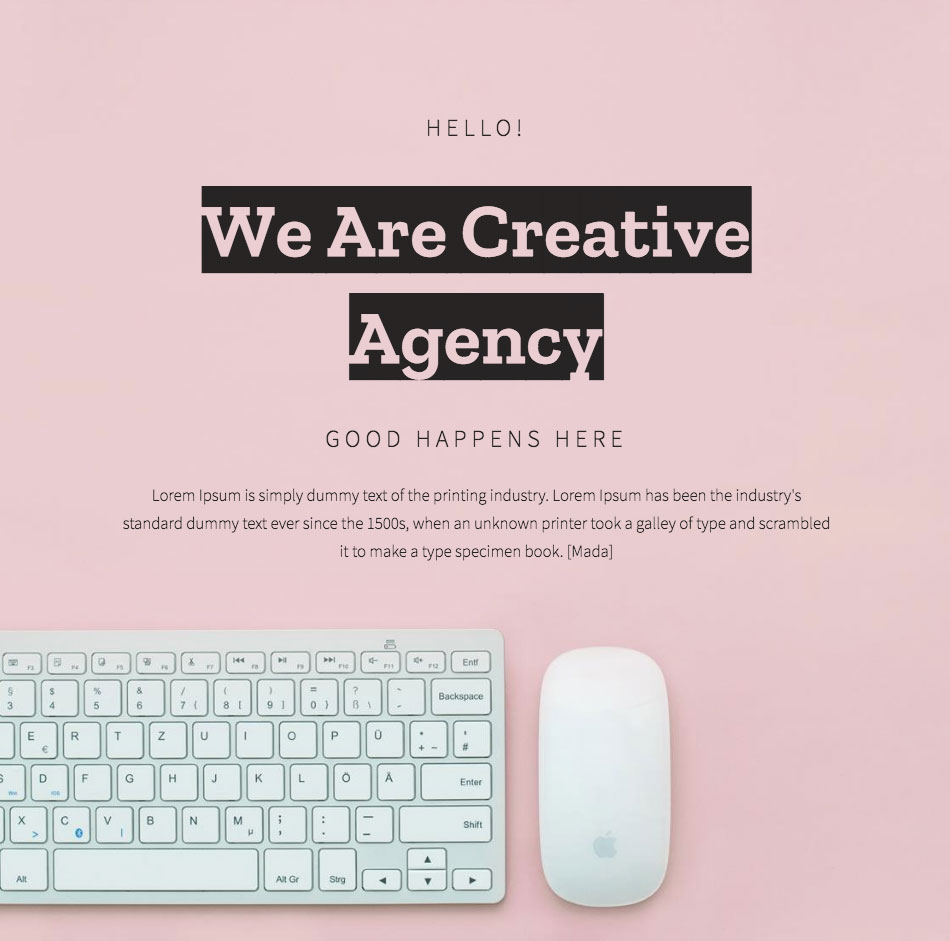 HELLO!
We Are Creative
Agency
GOOD HAPPENS HERE
Lorem Ipsum is simply dummy text of the printing industry. Lorem Ipsum has been the industry's
standard dummy text ever since the 1500s, when an unknown printer took a galley of type and scrambled
it to make a type specimen book. [Mada]
F3 F4 F5 F6 F7 F8 F9 F10 F11 F12 Entf
§ $ % & / ( ) = ? ` Backspace
3 4 5 6 7 { 8 [ 9 ] 0 } ß \ -
E € R T Z U I O P Ü * + ~ ' #
S D F G H J K L Ö Ä Enter
X > C V B N M µ ; , : . _ - Shift
Alt Alt Gr Strg